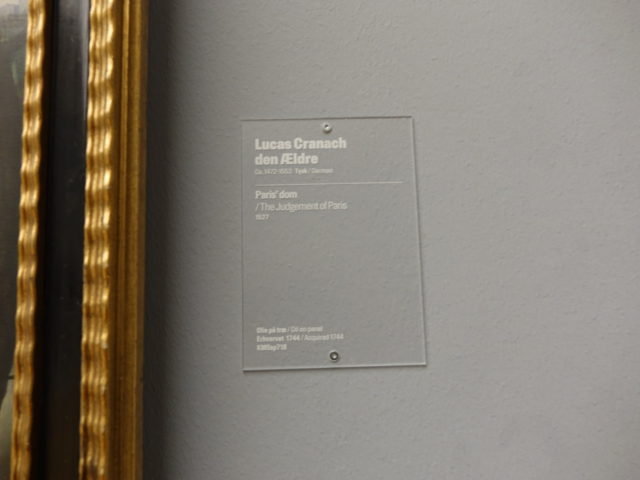 Lucas Cranach
den Ældre
Ca. 1472-1553 Tysk / German
Paris' dom
/ The Judgement of Paris
1527
Olie på træ / Oil on panel
Erhvervet 1744 / Acquired 1744
KMSsp718